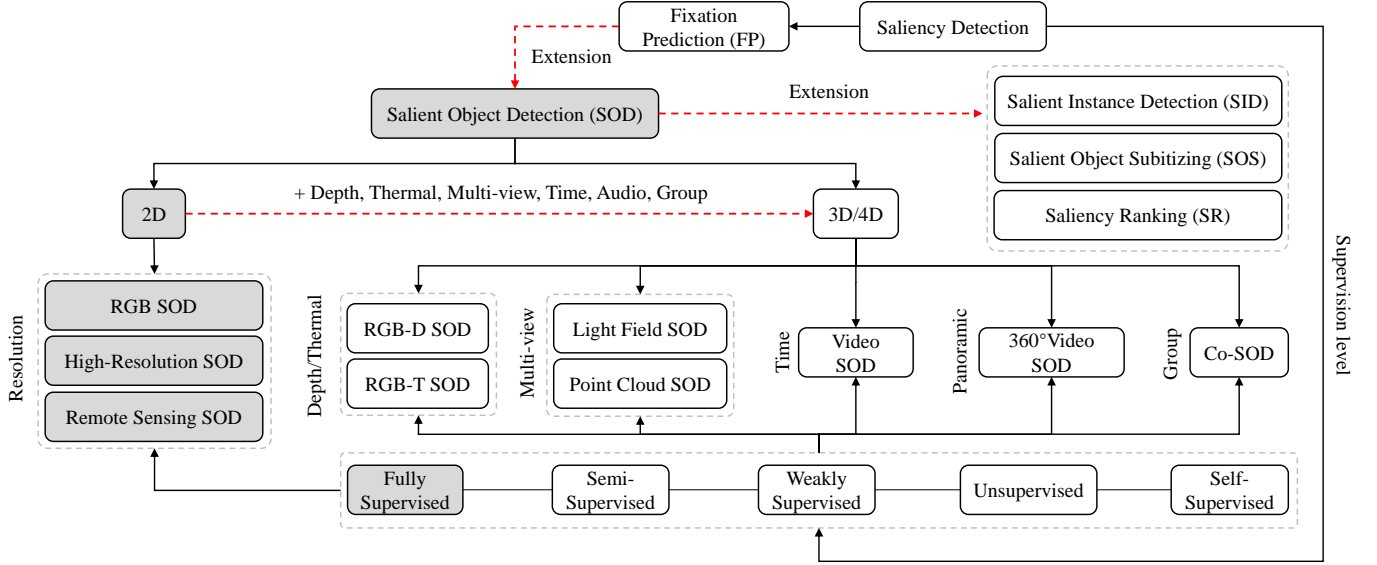 Fixation
Prediction (FP)
Saliency Detection
Extension
Salient Object Detection (SOD)
Extension
Salient Instance Detection (SID)
Salient Object Subitizing (SOS)
Saliency Ranking (SR)
2D
+ Depth, Thermal, Multi-view, Time, Audio, Group
3D/4D
Supervision level
Resolution
RGB SOD
High-Resolution SOD
Remote Sensing SOD
Depth/Thermal
RGB-D SOD
RGB-T SOD
Multi-view
Light Field SOD
Point Cloud SOD
Time
Video
SOD
Panoramic
360°Video
SOD
Group
Co-SOD
Fully
Supervised
Semi-
Supervised
Weakly
Supervised
Unsupervised
Self-
Supervised